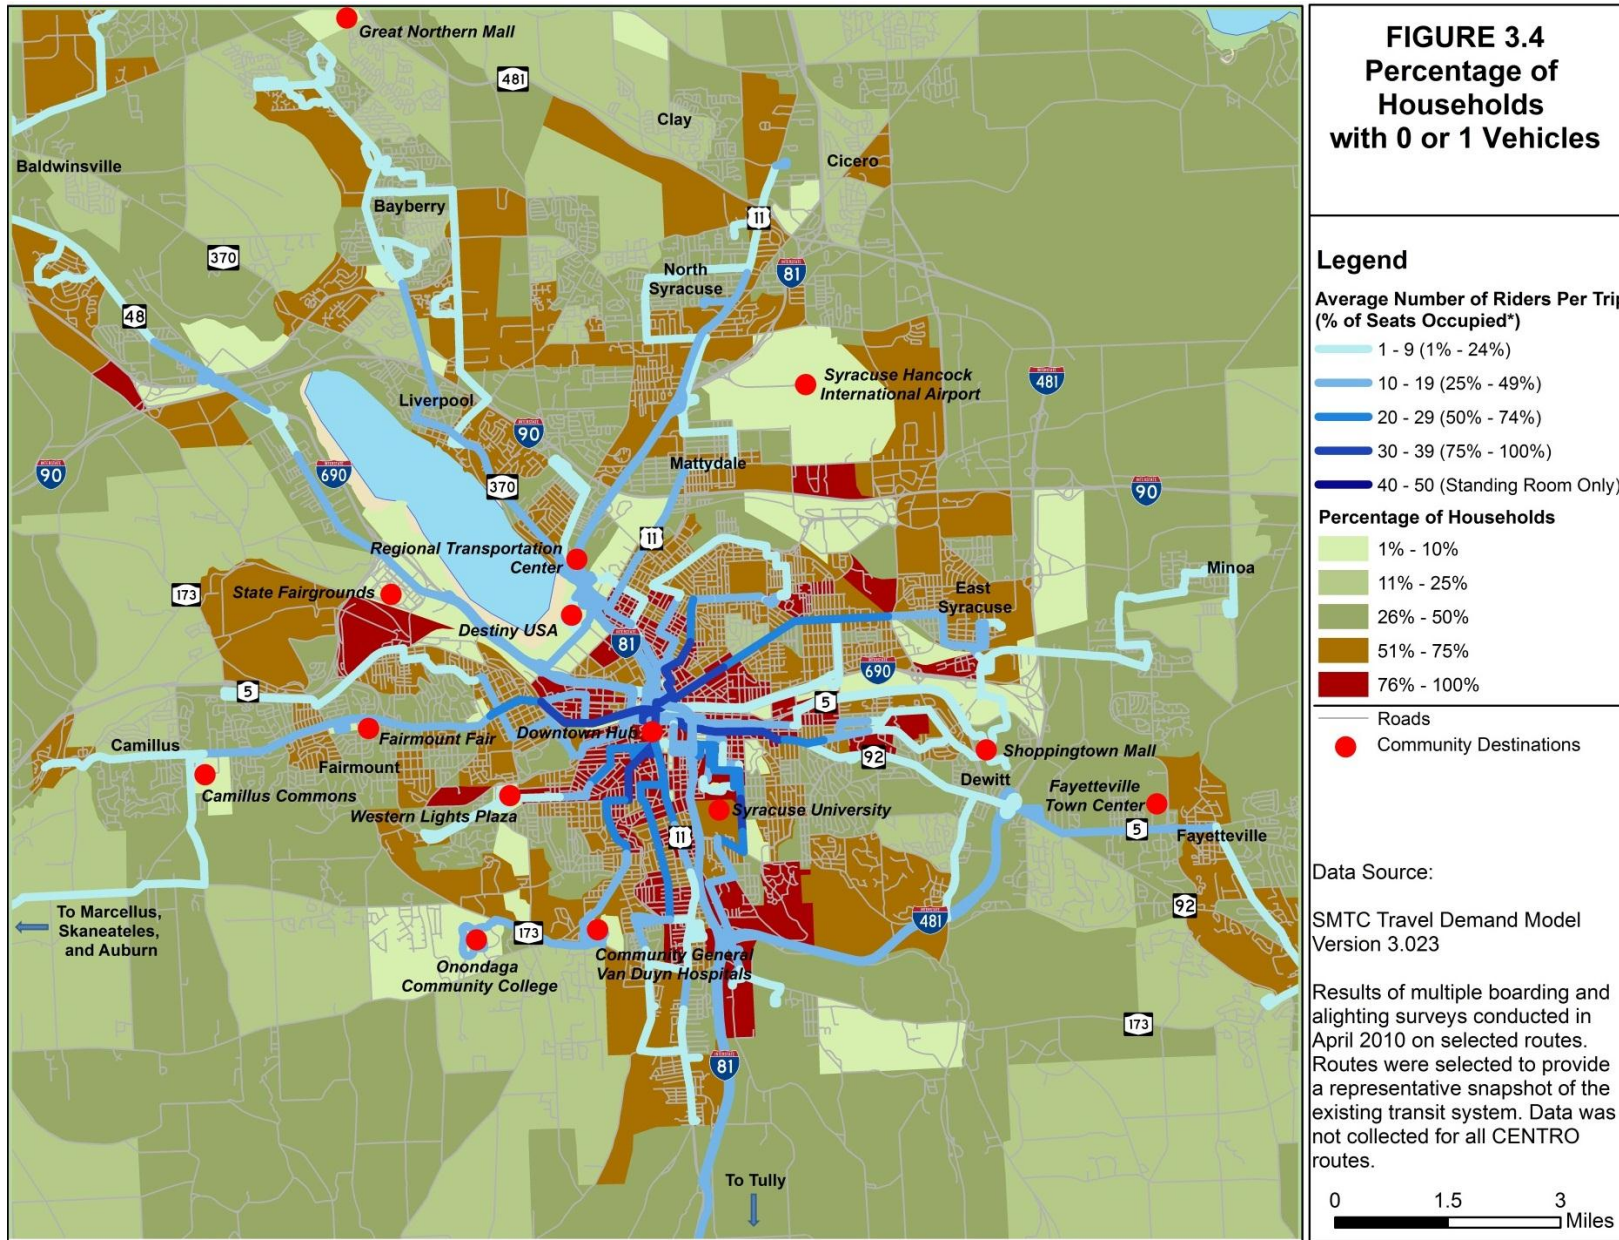 FIGURE 3.4
Percentage of
Households
with 0 or 1 Vehicles
Legend
Average Number of Riders Per Trip
(% of Seats Occupied*)
1 - 9 (1% - 24%)
10 - 19 (25% - 49%)
20 - 29 (50% - 74%)
30 - 39 (75% - 100%)
40 - 50 (Standing Room Only)
Percentage of Households
1% - 10%
11% - 25%
26% - 50%
51% - 75%
76% - 100%
Roads
Community Destinations
Data Source:
SMTC Travel Demand Model
Version 3.023
Results of multiple boarding and
alighting surveys conducted in
April 2010 on selected routes.
Routes were selected to provide
a representative snapshot of the
existing transit system. Data was
not collected for all CENTRO
routes.
0 1.5 3
Miles
Great Northern Mall
481
Clay
Cicero
Baldwinsville
Bayberry
11
370
North
Syracuse
81
48
Syracuse Hancock
International Airport
481
Liverpool
90
Mattydale
90
690
370
90
11
Regional Transportation
Center
Minoa
173
State Fairgrounds
East
Syracuse
Destiny USA
81
690
5
5
Camillus
Fairmount Fair
Downtown Hub
Shoppingtown Mall
92
Fairmount
Dewitt
Camillus Commons
Western Lights Plaza
Syracuse University
Fayetteville
Town Center
5
Fayetteville
11
92
To Marcellus,
Skaneateles,
and Auburn
173
481
Onondaga
Community College
Community General
Van Duyn Hospitals
173
81
To Tully